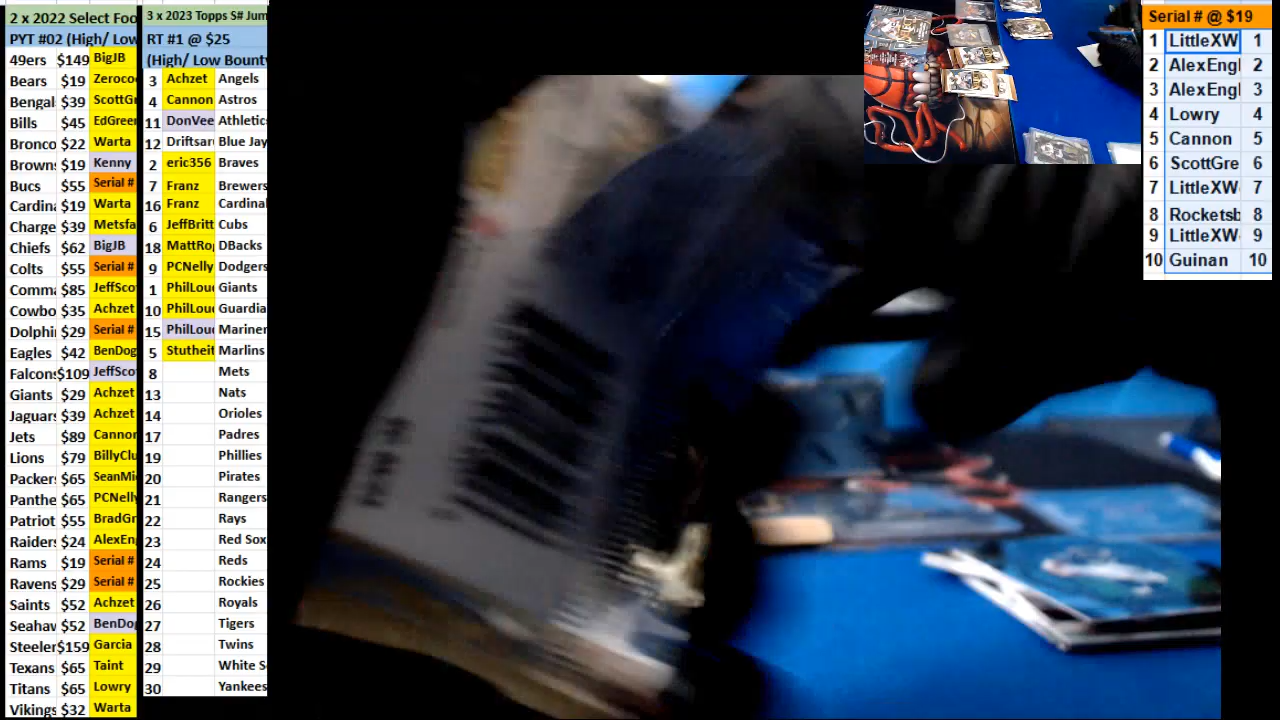 2 x 2022 Select Foo
PYT #02 (High/ Low
49ers $149 BigJB
Bears $19 Zeroco
Bengal $39 ScottGr
Bills $45 EdGreen
Bronco $22 Warta
Browns $19 Kenny
Bucs $55 Serial #
Cardina $19 Warta
Charge $39 Metsfa
Chiefs $62 BigJB
Colts $55 Serial #
Comma $85 JeffSco
Cowbo $35 Achzet
Dolphi $29 Serial #
Eagles $42 BenDog
Falcons $109 JeffSco
Giants $29 Achzet
Jaguars $39 Achzet
Jets $89 Cannon
Lions $79 BillyClu
Packers $65 SeanMi
Panthe $65 PCNelly
Patriot $55 BradGr
Raiders $24 AlexEng
Rams $19 Serial #
Ravens $29 Serial #
Saints $52 Achzet
Seahaw $52 BenDog
Steeler $159 Garcia
Texans $65 Taint
Titans $65 Lowry
Vikings $32 Warta
3 x 2023 Topps S# Jum
RT #1 @ $25
(High/ Low Bounty
3 Achzet Angels
4 Cannon Astros
11 DonVee Athletic
12 Driftsar Blue Jay
2 eric356 Braves
7 Franz Brewers
16 Franz Cardinal
6 JeffBritt Cubs
18 MattRog DBacks
9 PCNelly Dodgers
1 PhilLou Giants
10 PhilLou Guardia
15 PhilLou Mariner
5 Stutheit Marlins
8 Mets
13 Nats
14 Orioles
17 Padres
19 Phillies
20 Pirates
21 Rangers
22 Rays
23 Red Sox
24 Reds
25 Rockies
26 Royals
27 Tigers
28 Twins
29 White S
30 Yankees
Serial # @ $19
1 LittleXW 1
2 AlexEngl 2
3 AlexEngl 3
4 Lowry 4
5 Cannon 5
6 ScottGre 6
7 LittleXW 7
8 Rocketsb 8
9 LittleXW 9
10 Guinan 10